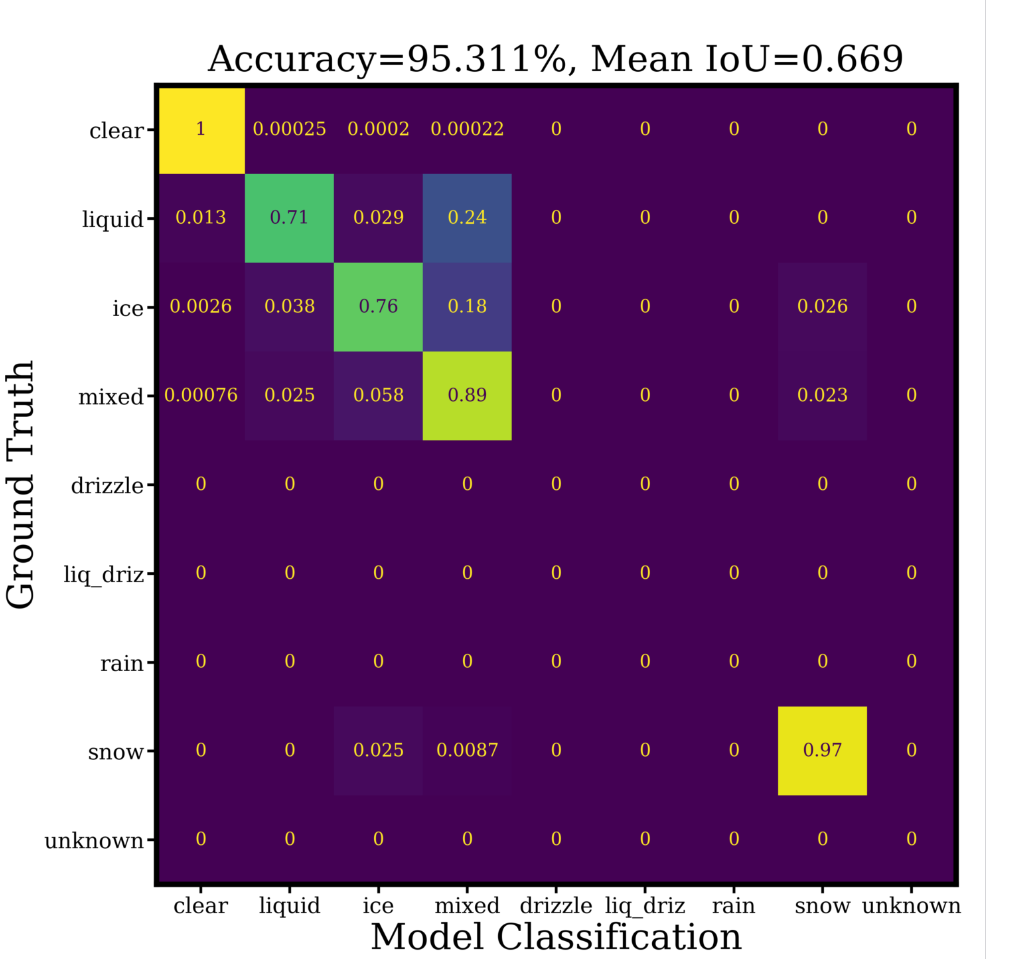 Accuracy=95.311%, Mean IoU=0.669
Ground Truth
clear 1 0.00025 0.0002 0.00022 0 0 0 0 0
liquid 0.013 0.71 0.029 0.24 0 0 0 0 0
ice 0.0026 0.038 0.76 0.18 0 0 0 0.026 0
mixed 0.00076 0.025 0.058 0.89 0 0 0 0.023 0
drizzle 0 0 0 0 0 0 0 0 0
liq_driz 0 0 0 0 0 0 0 0 0
rain 0 0 0 0 0 0 0 0 0
snow 0 0 0.025 0.0087 0 0 0 0.97 0
unknown 0 0 0 0 0 0 0 0 0
clear liquid ice mixed drizzle liq_driz rain snow unknown
Model Classification